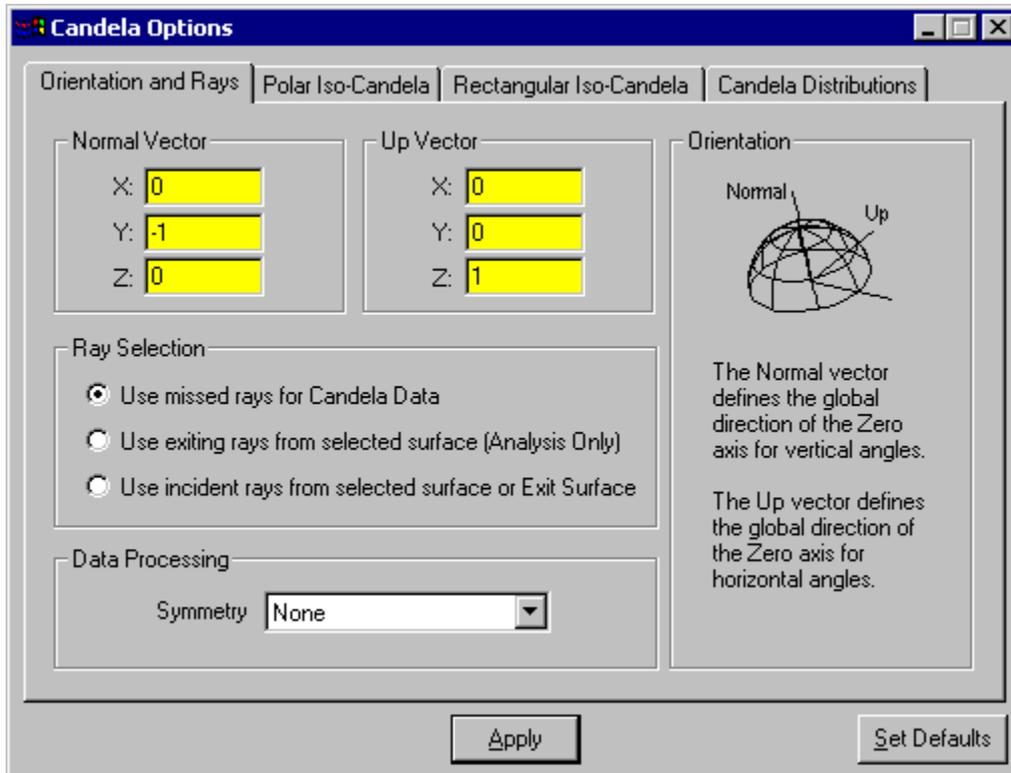 Candela Options
Orientation and Rays
Polar Iso-Candela
Rectangular Iso-Candela
Candela Distributions
Normal Vector
X: 0
Y: -1
Z: 0
Up Vector
X: 0
Y: 0
Z: 1
Orientation
Normal
Up
The Normal vector
defines the global
direction of the Zero
axis for vertical angles.
The Up vector defines
the global direction of
the Zero axis for
horizontal angles.
Ray Selection
Use missed rays for Candela Data
Use exiting rays from selected surface (Analysis Only)
Use incident rays from selected surface or Exit Surface
Data Processing
Symmetry None
Apply
Set Defaults